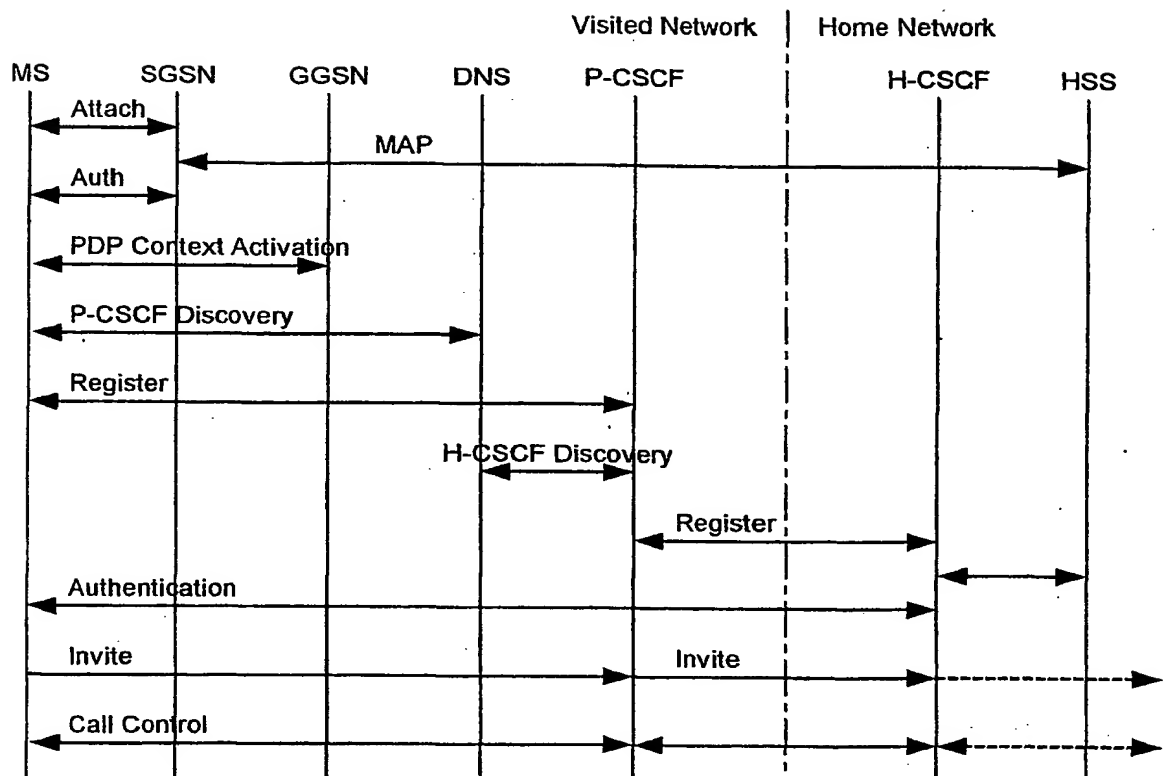 Visited Network
Home Network
MS
SGSN
GGSN
DNS
P-CSCF
H-CSCF
HSS
Attach
MAP
Auth
PDP Context Activation
P-CSCF Discovery
Register
H-CSCF Discovery
Register
Authentication
Invite
Invite
Call Control